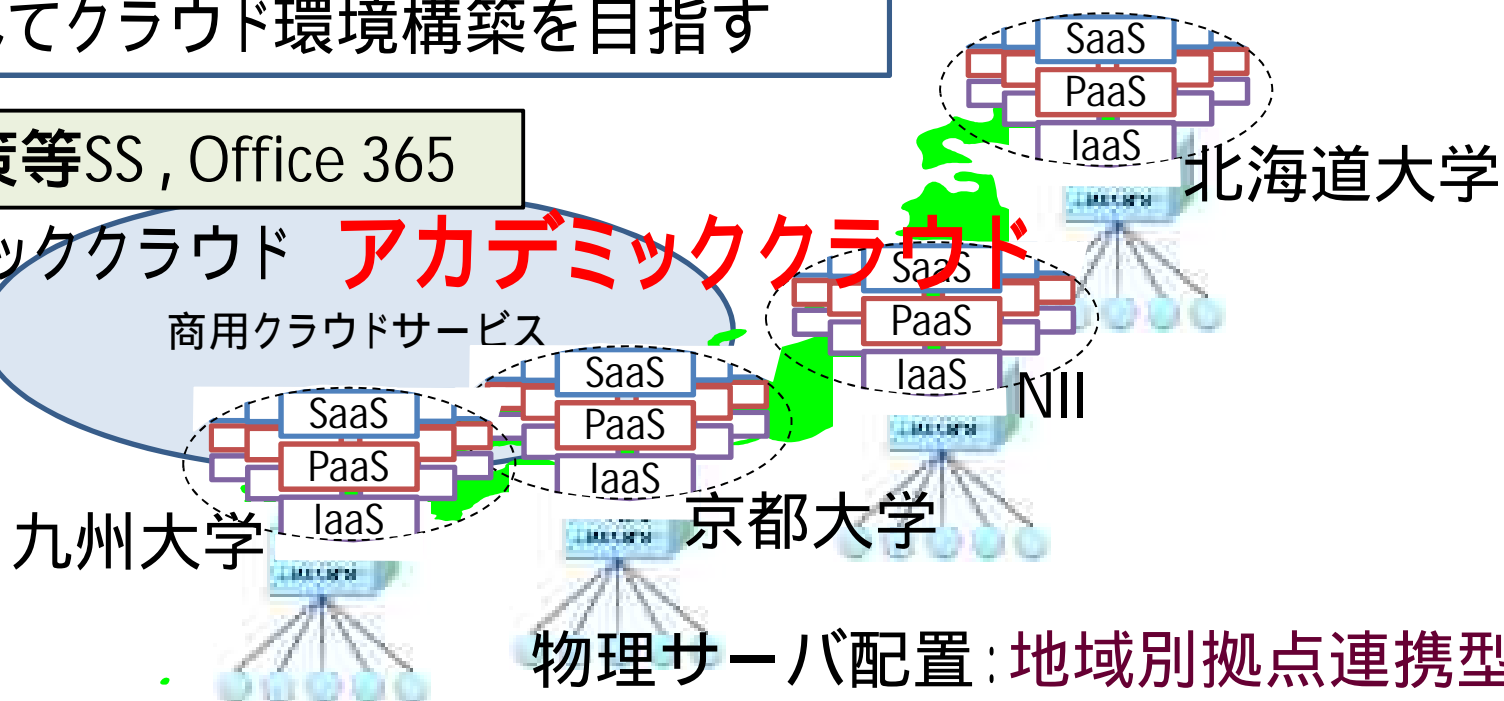 てクラウド環境構築を目指す
等SS , Office 365
ッククラウド アカデミッククラウド
商用クラウドサービス
SaaS
PaaS
IaaS
北海道大学
SaaS
PaaS
IaaS
NII
SaaS
PaaS
IaaS
京都大学
SaaS
PaaS
IaaS
九州大学
物理サーバ配置:地域別拠点連携型